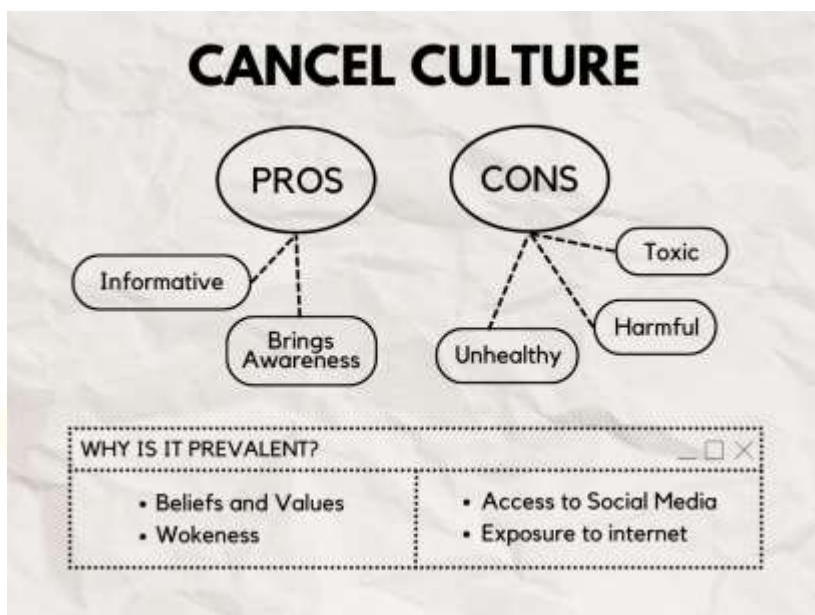 CANCEL CULTURE
PROS
CONS
Informative
Brings
Awareness
Unhealthy
Harmful
Toxic
WHY IS IT PREVALENT?
• Beliefs and Values
• Wokeness
• Access to Social Media
• Exposure to internet